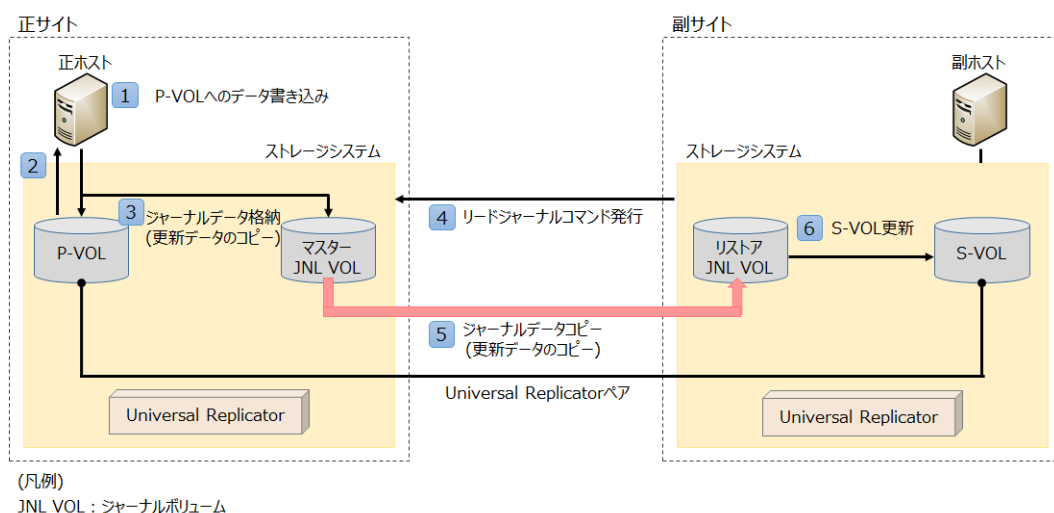 正サイト
副サイト
正ホスト
副ホスト
1 P-VOLへのデータ書き込み
ストレージシステム
ストレージシステム
2
3 ジャーナルデータ格納
(更新データのコピー)
4 リードジャーナルコマンド発行
6 S-VOL更新
P-VOL
マスター
JNL VOL
リストア
JNL VOL
S-VOL
5 ジャーナルデータコピー
(更新データのコピー)
Universal Replicatorペア
Universal Replicator
Universal Replicator
(凡例)
JNL VOL：ジャーナルボリューム